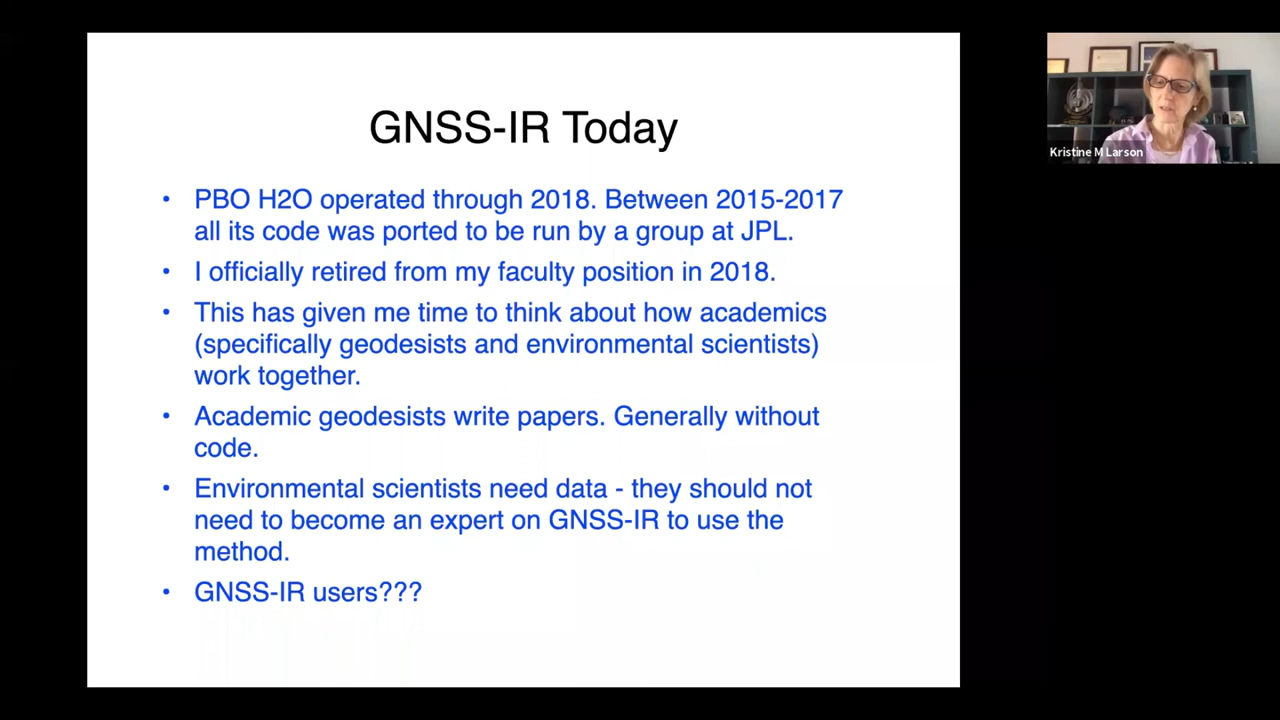 GNSS-IR Today
• PBO H2O operated through 2018. Between 2015-2017
all its code was ported to be run by a group at JPL.
• I officially retired from my faculty position in 2018.
• This has given me time to think about how academics
(specifically geodesists and environmental scientists)
work together.
• Academic geodesists write papers. Generally without
code.
• Environmental scientists need data - they should not
need to become an expert on GNSS-IR to use the
method.
• GNSS-IR users???
Kristine M Larson